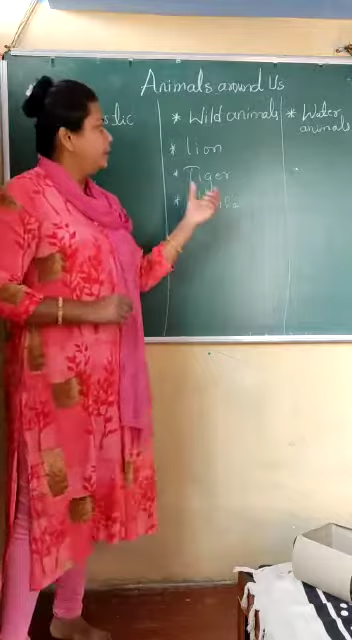 Animals around Us
* Wild animals
* Lion
* Tiger
* Water
animals